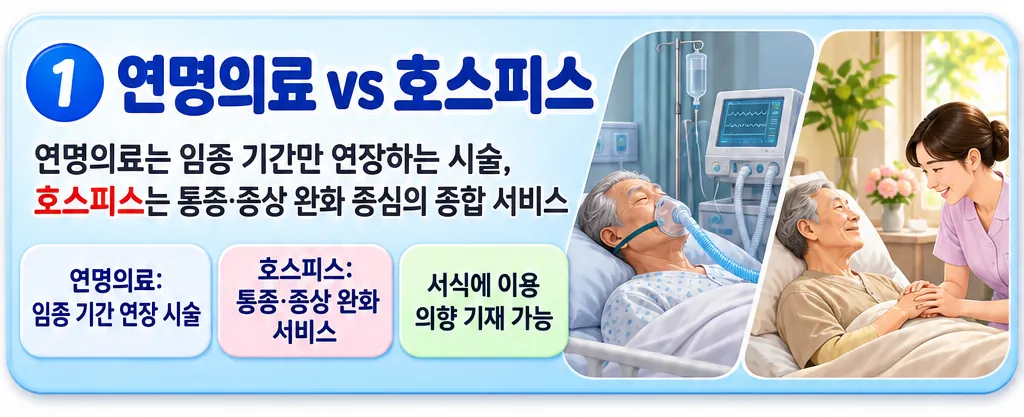 1 연명의료 vs 호스피스
연명의료는 임종 기간만 연장하는 시술,
호스피스는 통증·증상 완화 중심의 종합 서비스
연명의료:
임종 기간 연장 시술
호스피스:
통증·증상 완화
서비스
서식에 이용
의향 기재 가능